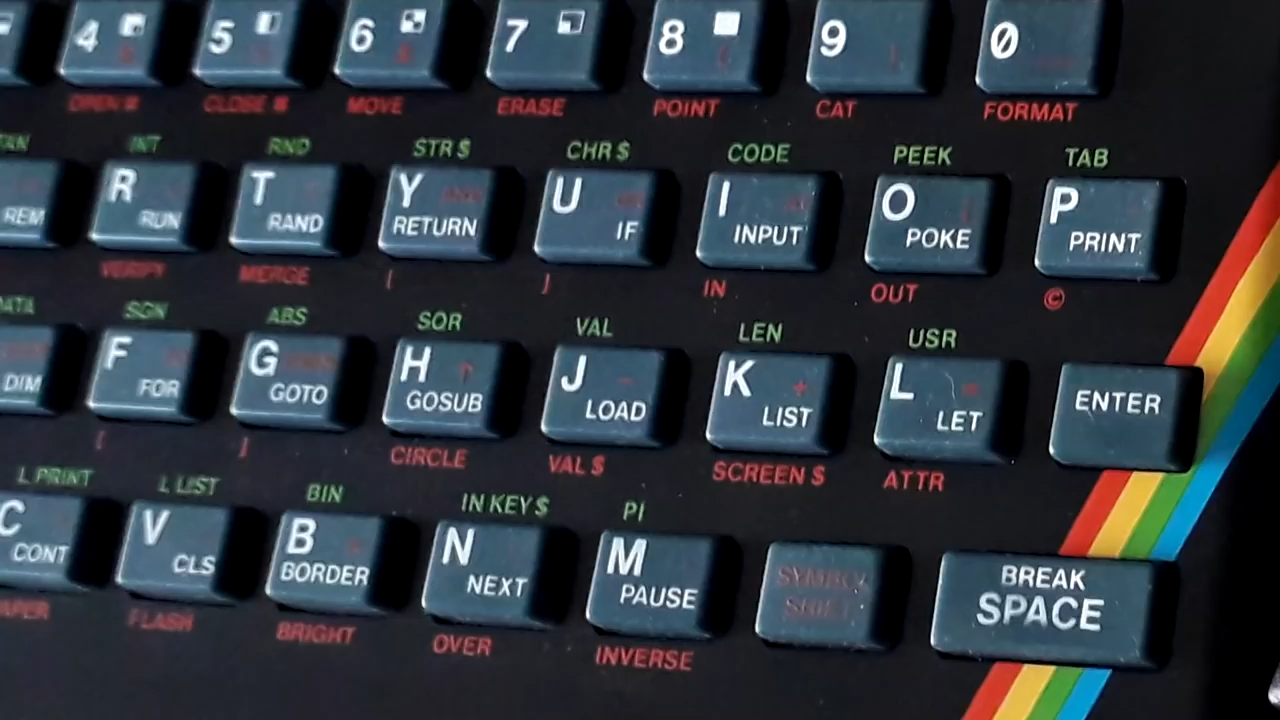 4 5 6 7 8 9 0
OPEN # CLOSE # MOVE ERASE POINT CAT FORMAT
INT RND STR $ CHR $ CODE PEEK TAB
R T Y U I O P
REM RUN RAND RETURN IF INPUT POKE PRINT
VERIFY MERGE [ ] IN OUT ©
DATA SGN ABS SQR VAL LEN USR
F G H ↑ J − K + L =
DIM FOR GOTO GOSUB LOAD LIST LET ENTER
CIRCLE VAL $ SCREEN $ ATTR
L PRINT L LIST BIN IN KEY $ PI
C V B N M SYMBOL BREAK
CONT CLS BORDER NEXT PAUSE SHIFT SPACE
FLASH BRIGHT OVER INVERSE